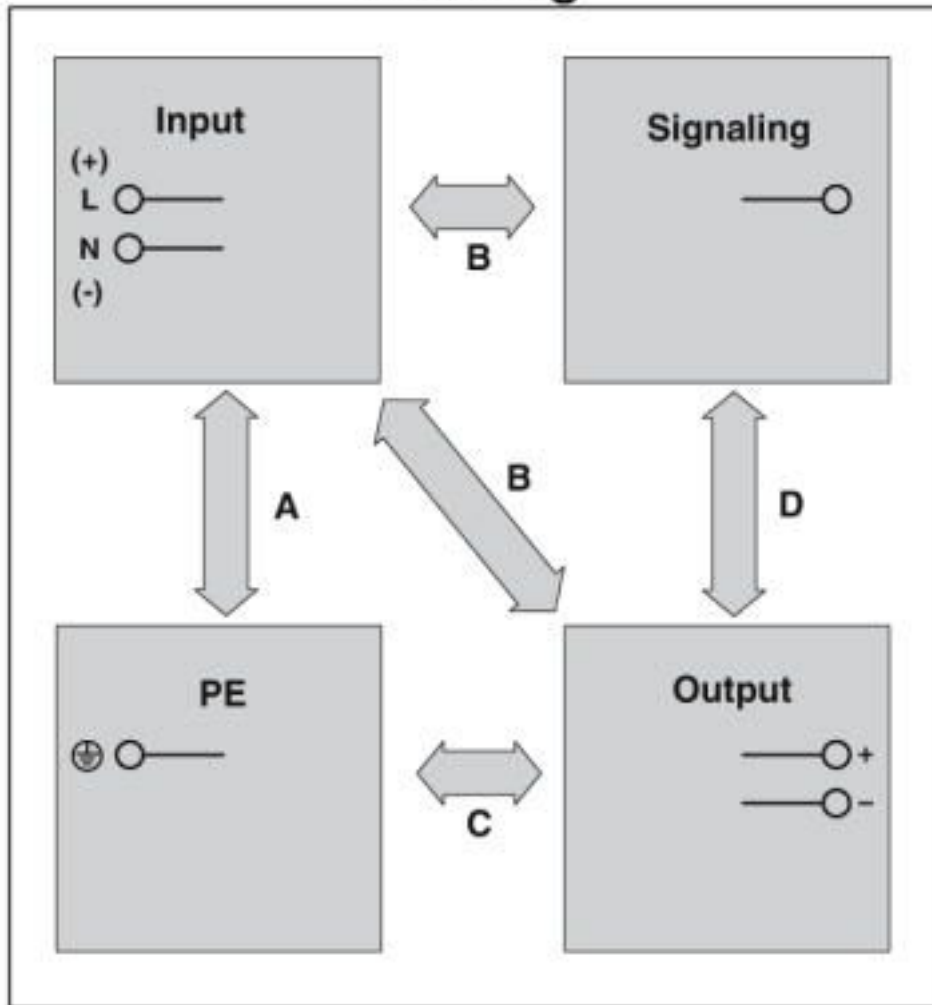 Input
(+)
L
N
(-)
Signaling
B
A
B
D
PE
Output
+
–
C